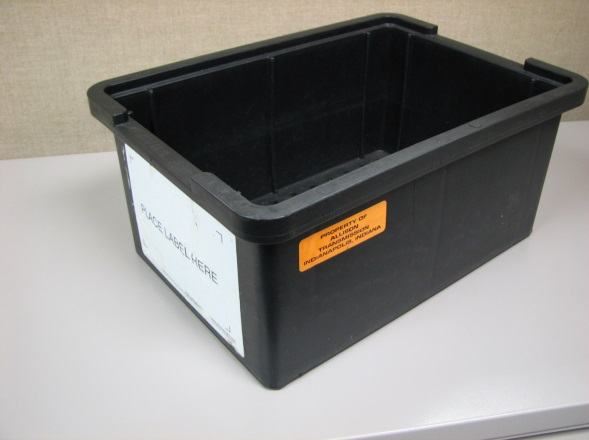 PLACE LABEL HERE
PROPERTY OF
ALLISON
TRANSMISSION
INDIANAPOLIS, INDIANA